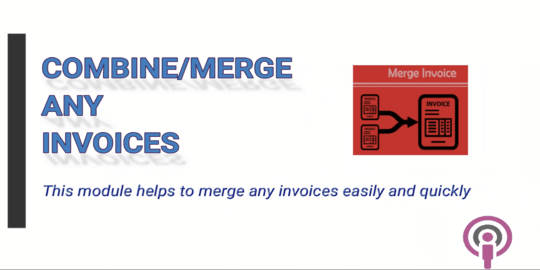 COMBINE/MERGE
ANY
INVOICES
Merge Invoice
INVOICE
This module helps to merge any invoices easily and quickly